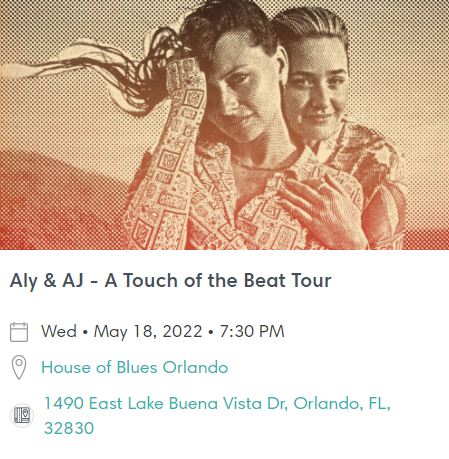 Aly & AJ - A Touch of the Beat Tour
Wed • May 18, 2022 • 7:30 PM
House of Blues Orlando
1490 East Lake Buena Vista Dr, Orlando, FL,
32830